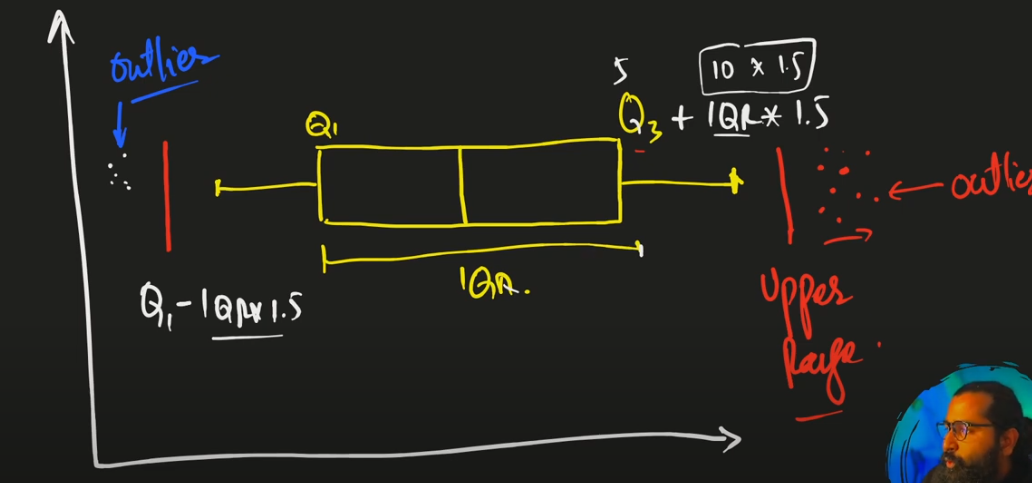 outlier
5
10 * 1.5
Q1
Q3 + IQR * 1.5
outlier
IQR.
Q1 - IQR * 1.5
Upper
Range